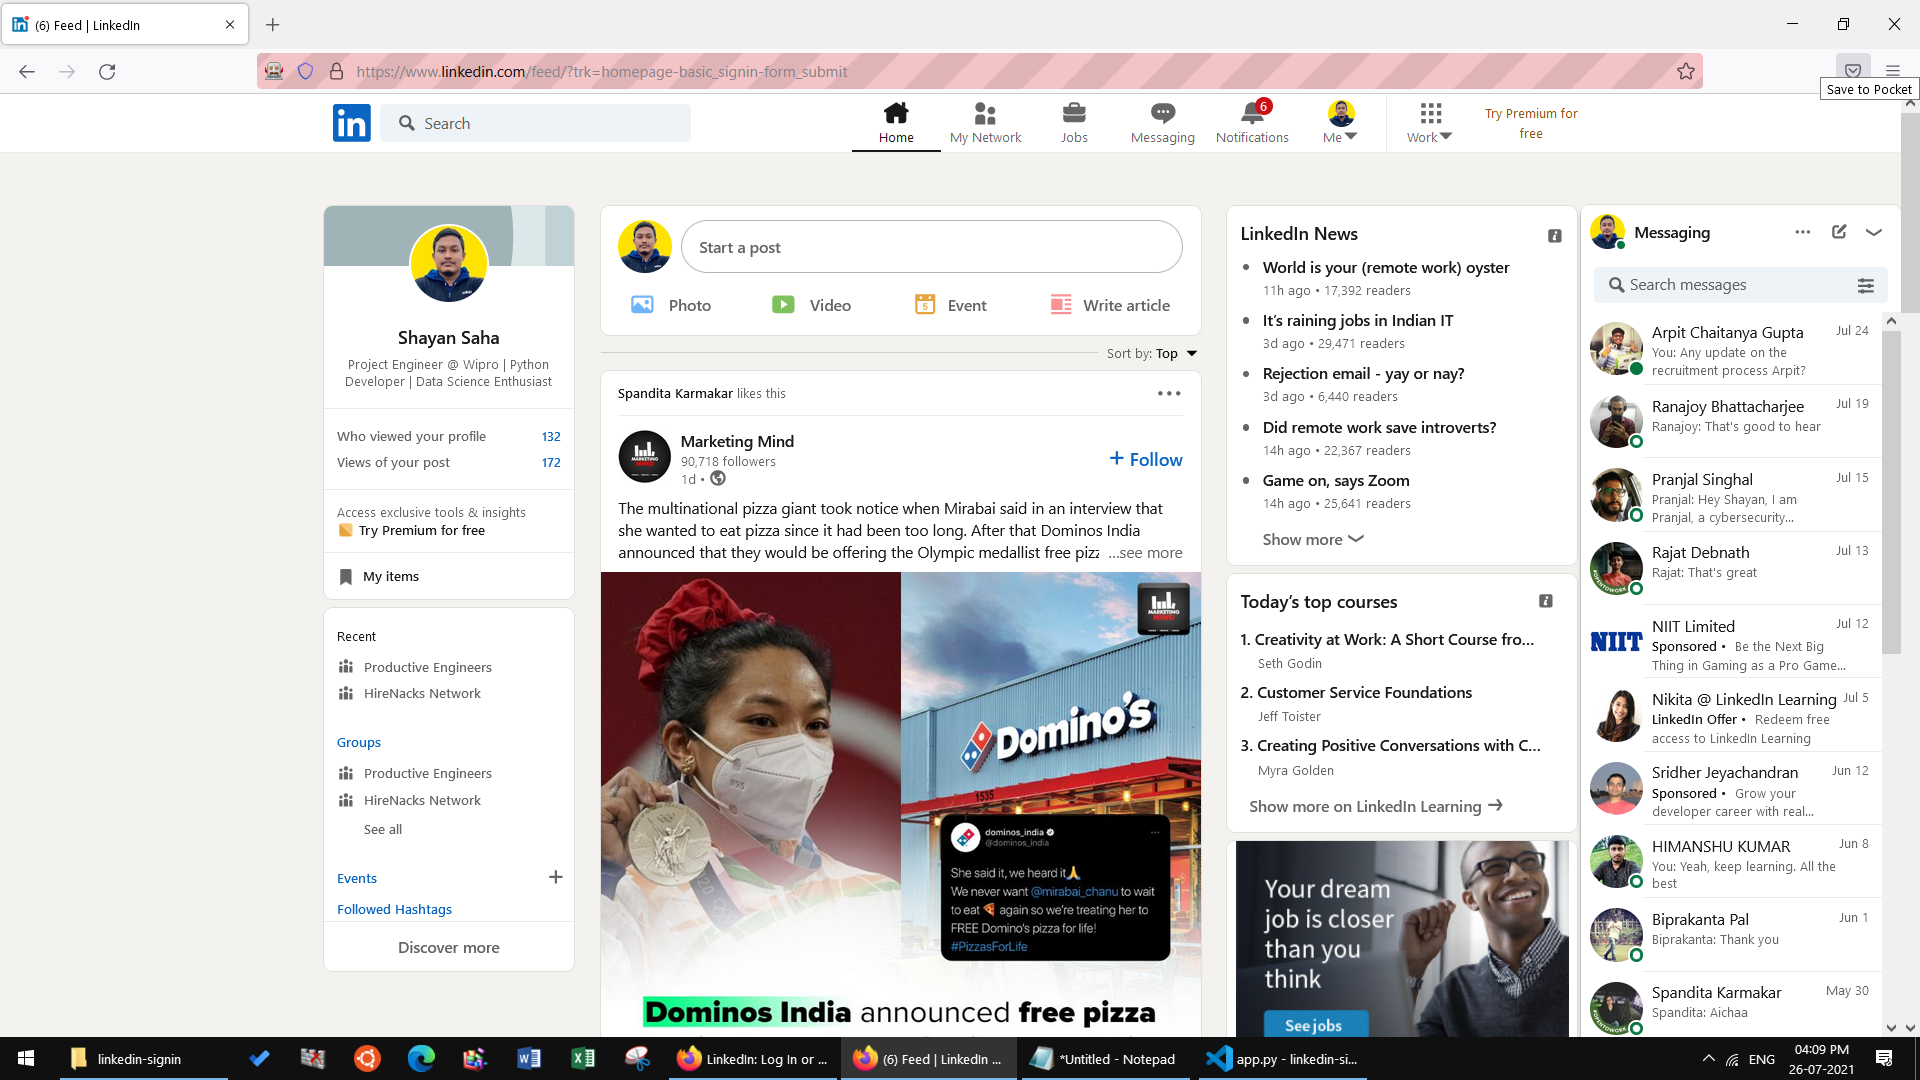 (6) Feed | LinkedIn
https://www.linkedin.com/feed/?trk=homepage-basic_signin-form_submit
Save to Pocket
in
Search
Home
My Network
Jobs
Messaging
6
Notifications
Me
Work
Try Premium for
free
Shayan Saha
Project Engineer @ Wipro | Python
Developer | Data Science Enthusiast
Who viewed your profile 132
Views of your post 172
Access exclusive tools & insights
Try Premium for free
My items
Recent
Productive Engineers
HireNacks Network
Groups
Productive Engineers
HireNacks Network
See all
Events
Followed Hashtags
Discover more
Start a post
Photo
Video
5
Event
Write article
Sort by: Top
Spandita Karmakar likes this
MARKETING
MIND
Marketing Mind
90,718 followers
1d •
+ Follow
The multinational pizza giant took notice when Mirabai said in an interview that
she wanted to eat pizza since it had been too long. After that Dominos India
announced that they would be offering the Olympic medallist free pizz ...see more
MARKETING
MIND
N95
Domino's
1535
dominos_india
@dominos_india
She said it, we heard it🙏
We never want @mirabai_chanu to wait
to eat 🍕 again so we're treating her to
FREE Domino's pizza for life!
#PizzasForLife
Dominos India announced free pizza
LinkedIn News
World is your (remote work) oyster
11h ago • 17,392 readers
It's raining jobs in Indian IT
3d ago • 29,471 readers
Rejection email - yay or nay?
3d ago • 6,440 readers
Did remote work save introverts?
14h ago • 22,367 readers
Game on, says Zoom
14h ago • 25,641 readers
Show more
Today's top courses
1. Creativity at Work: A Short Course fro...
Seth Godin
2. Customer Service Foundations
Jeff Toister
3. Creating Positive Conversations with C...
Myra Golden
Show more on LinkedIn Learning →
Your dream
job is closer
than you
think
See jobs
Messaging
Search messages
Arpit Chaitanya Gupta Jul 24
You: Any update on the
recruitment process Arpit?
Ranajoy Bhattacharjee Jul 19
Ranajoy: That's good to hear
Pranjal Singhal Jul 15
Pranjal: Hey Shayan, I am
Pranjal, a cybersecurity...
Rajat Debnath Jul 13
Rajat: That's great
#OPENTOWORK
NIIT
NIIT Limited Jul 12
Sponsored • Be the Next Big
Thing in Gaming as a Pro Game...
Nikita @ LinkedIn Learning Jul 5
LinkedIn Offer • Redeem free
access to LinkedIn Learning
Sridher Jeyachandran Jun 12
Sponsored • Grow your
developer career with real...
HIMANSHU KUMAR Jun 8
You: Yeah, keep learning. All the
best
Biprakanta Pal Jun 1
Biprakanta: Thank you
Spandita Karmakar May 30
Spandita: Aichaa
#OPENTOWORK
linkedin-signin
LinkedIn: Log In or ...
(6) Feed | LinkedIn ...
*Untitled - Notepad
app.py - linkedin-si...
ENG
04:09 PM
26-07-2021